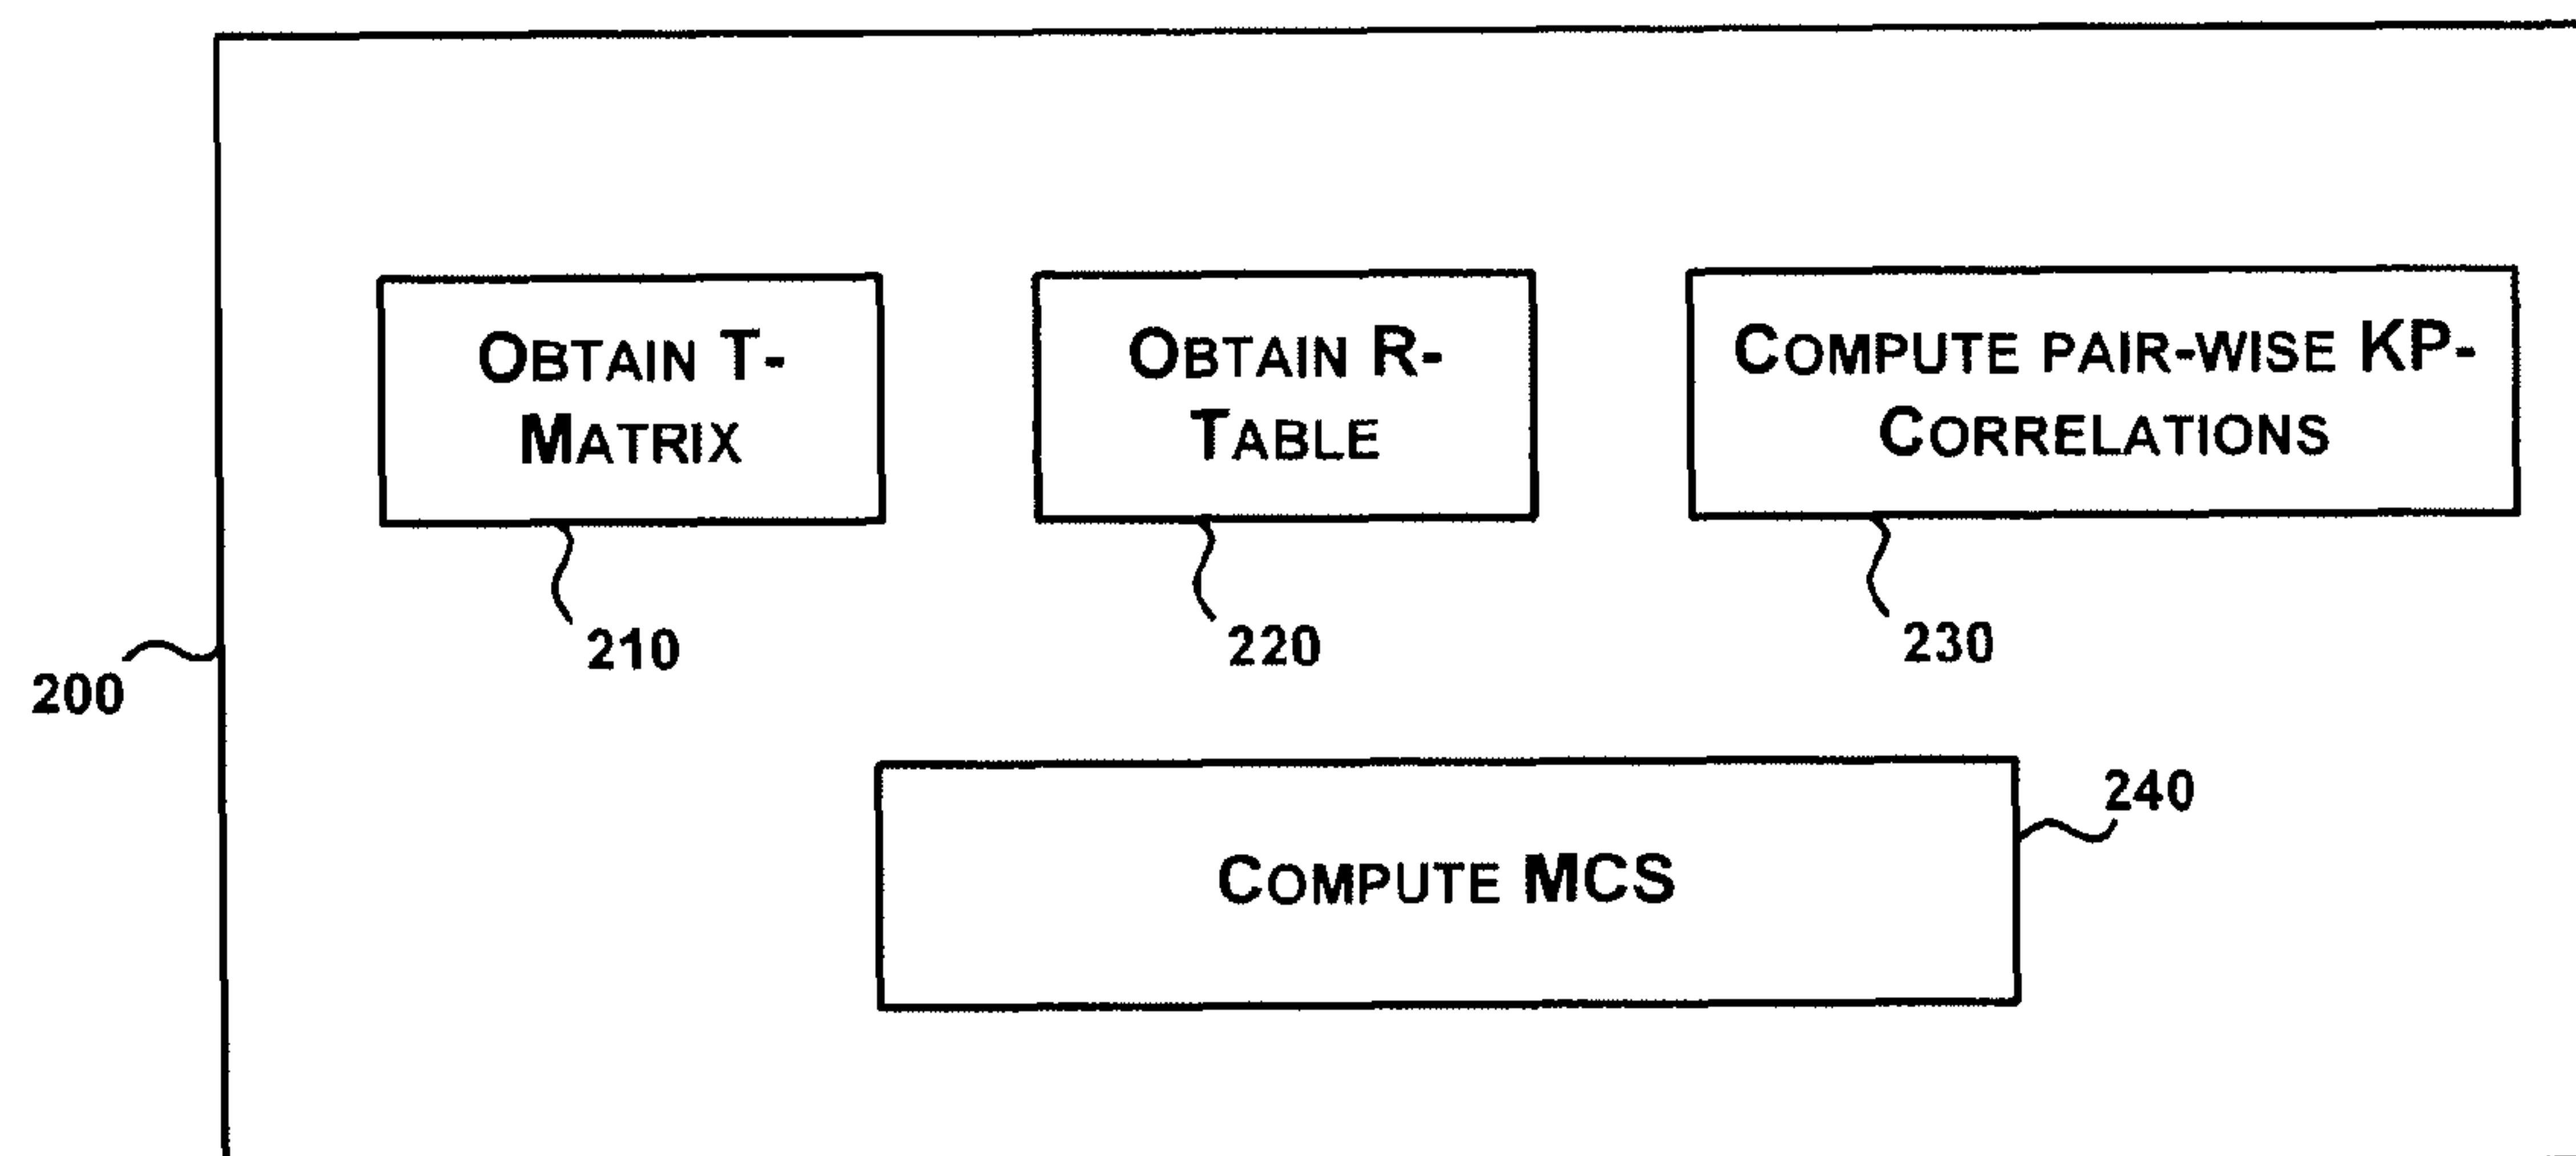 OBTAIN T-
MATRIX
OBTAIN R-
TABLE
COMPUTE PAIR-WISE KP-
CORRELATIONS
210
220
230
200
240
COMPUTE MCS